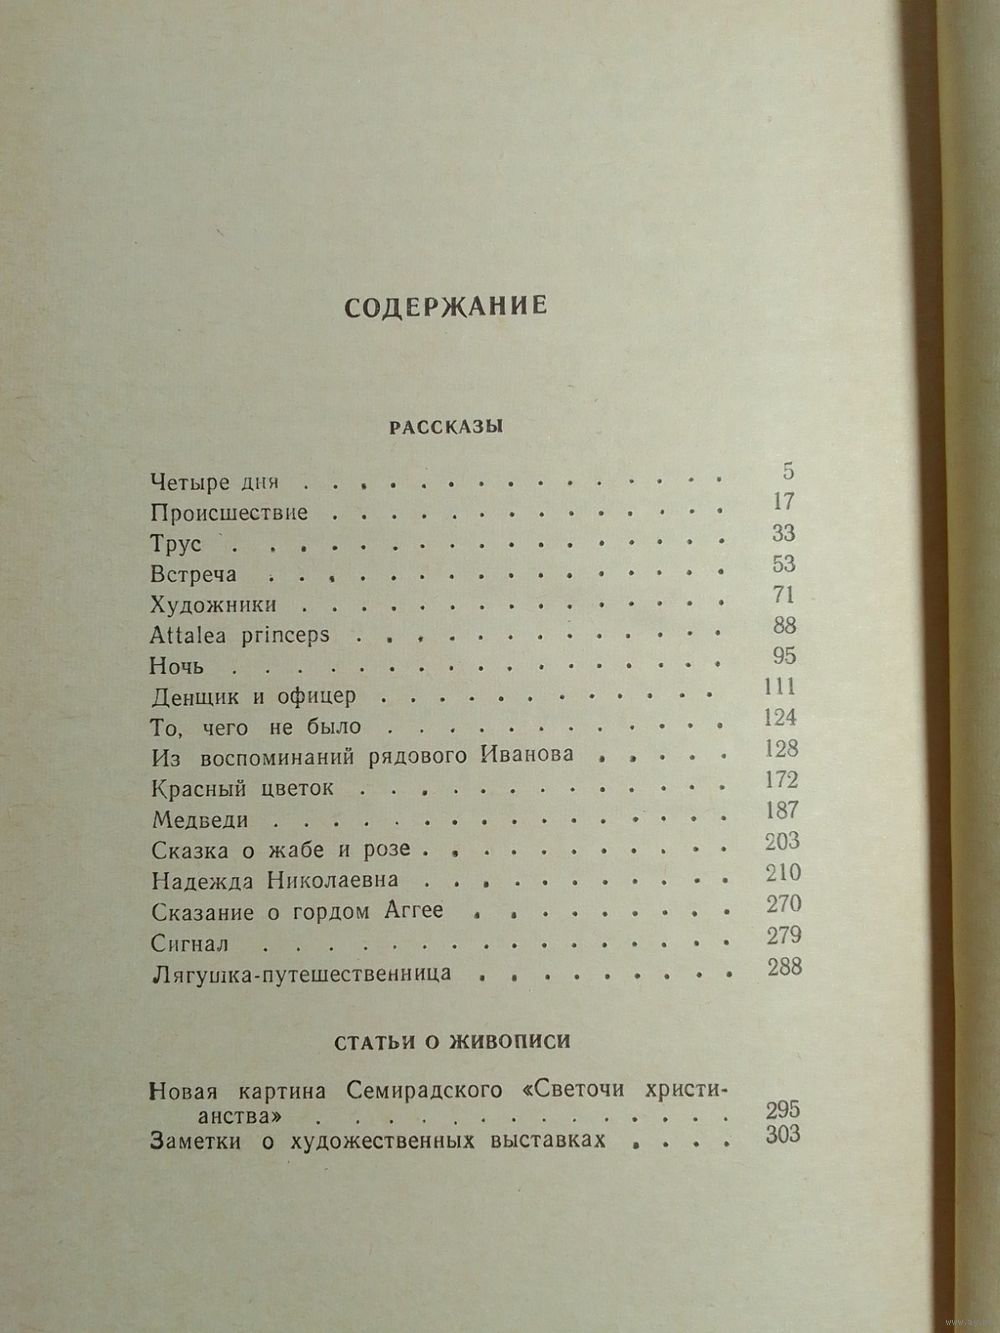 СОДЕРЖАНИЕ
РАССКАЗЫ
Четыре дня . . . . . . . . . . . . . . . 5
Происшествие . . . . . . . . . . . . . . 17
Трус . . . . . . . . . . . . . . . . . 33
Встреча . . . . . . . . . . . . . . . . 53
Художники . . . . . . . . . . . . . . . 71
Attalea princeps . . . . . . . . . . . . . 88
Ночь . . . . . . . . . . . . . . . . . 95
Денщик и офицер . . . . . . . . . . . . 111
То, чего не было . . . . . . . . . . . . 124
Из воспоминаний рядового Иванова . . . . . 128
Красный цветок . . . . . . . . . . . . . 172
Медведи . . . . . . . . . . . . . . . . 187
Сказка о жабе и розе . . . . . . . . . . . 203
Надежда Николаевна . . . . . . . . . . . 210
Сказание о гордом Аггее . . . . . . . . . 270
Сигнал . . . . . . . . . . . . . . . . 279
Лягушка-путешественница . . . . . . . . . 288
СТАТЬИ О ЖИВОПИСИ
Новая картина Семирадского «Светочи христи-
анства» . . . . . . . . . . . . . . . 295
Заметки о художественных выставках . . . . 303